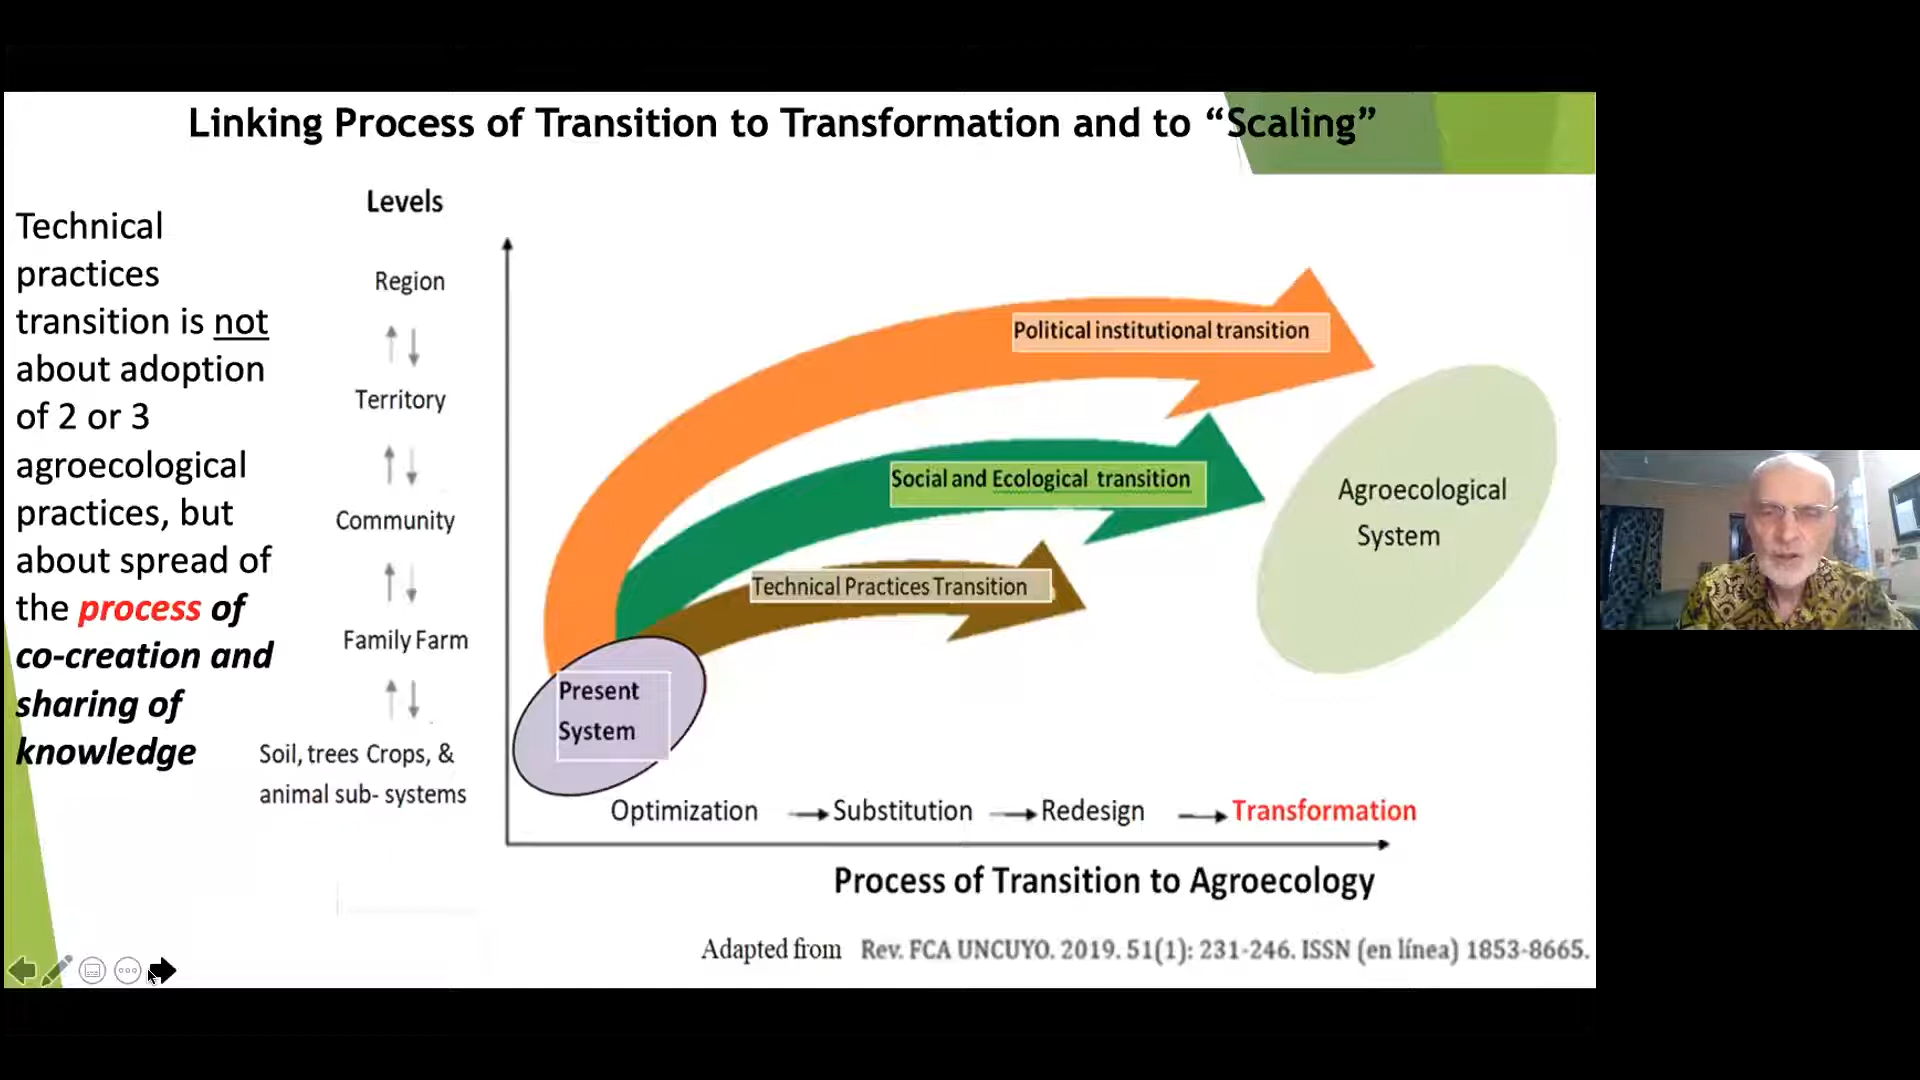 Linking Process of Transition to Transformation and to “Scaling”
Technical
practices
transition is not
about adoption
of 2 or 3
agroecological
practices, but
about spread of
the process of
co-creation and
sharing of
knowledge
Levels
Region
Territory
Community
Family Farm
Soil, trees Crops, &
animal sub- systems
Political institutional transition
Social and Ecological transition
Technical Practices Transition
Present
System
Agroecological
System
Optimization → Substitution → Redesign → Transformation
Process of Transition to Agroecology
Adapted from Rev. FCA UNCUYO. 2019. 51(1): 231-246. ISSN (en línea) 1853-8665.